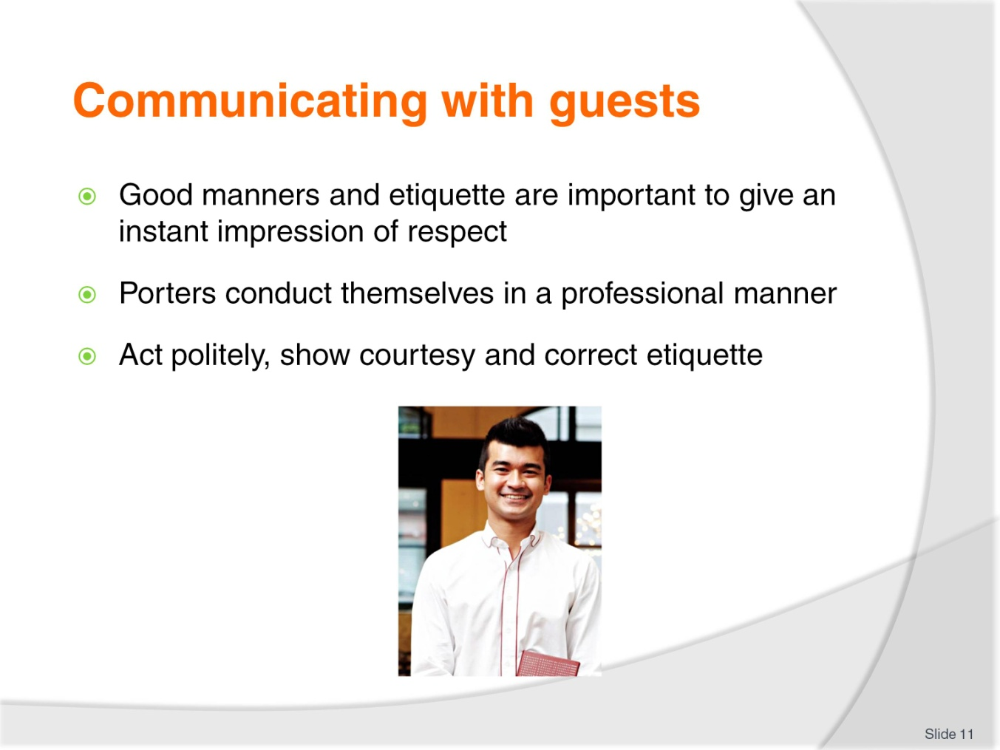 Communicating with guests
Good manners and etiquette are important to give an
instant impression of respect
Porters conduct themselves in a professional manner
Act politely, show courtesy and correct etiquette
Slide 11